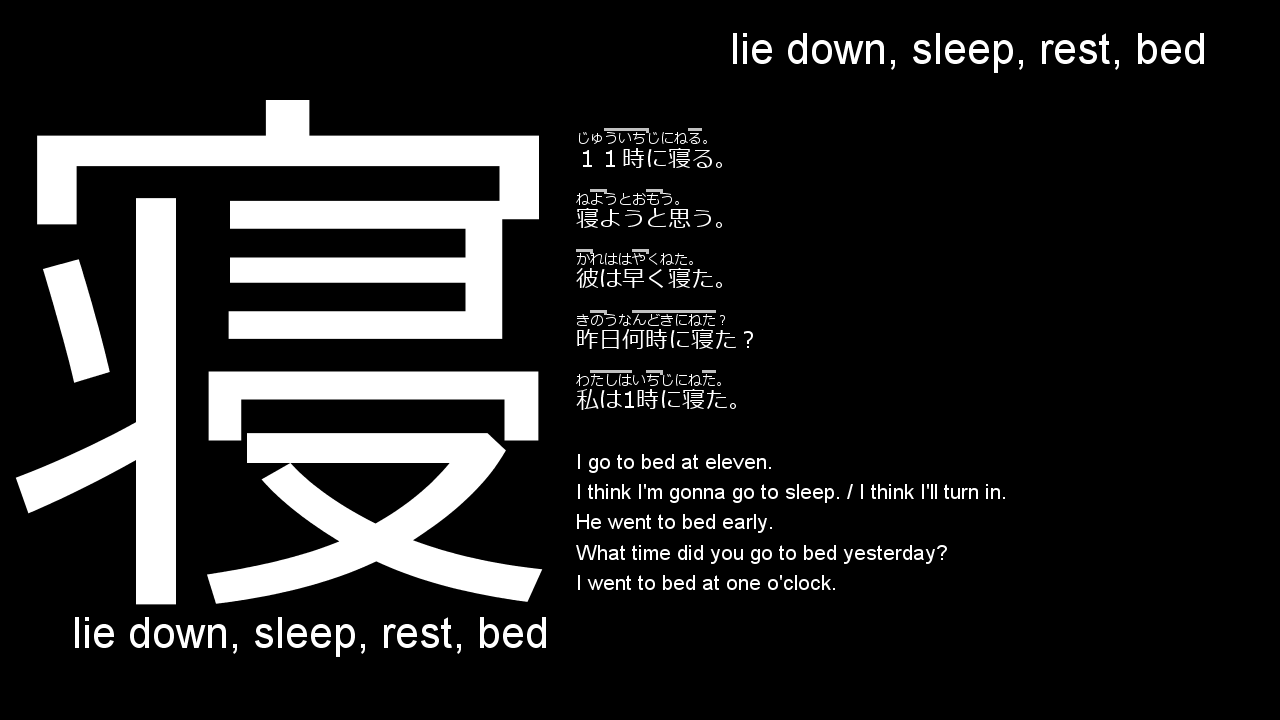 lie down, sleep, rest, bed
寝
じゅういちじにねる。
１１時に寝る。
ねようとおもう。
寝ようと思う。
かれははやくねた。
彼は早く寝た。
きのうなんどきにねた？
昨日何時に寝た？
わたしはいちじにねた。
私は1時に寝た。
I go to bed at eleven.
I think I'm gonna go to sleep. / I think I'll turn in.
He went to bed early.
What time did you go to bed yesterday?
I went to bed at one o'clock.
lie down, sleep, rest, bed